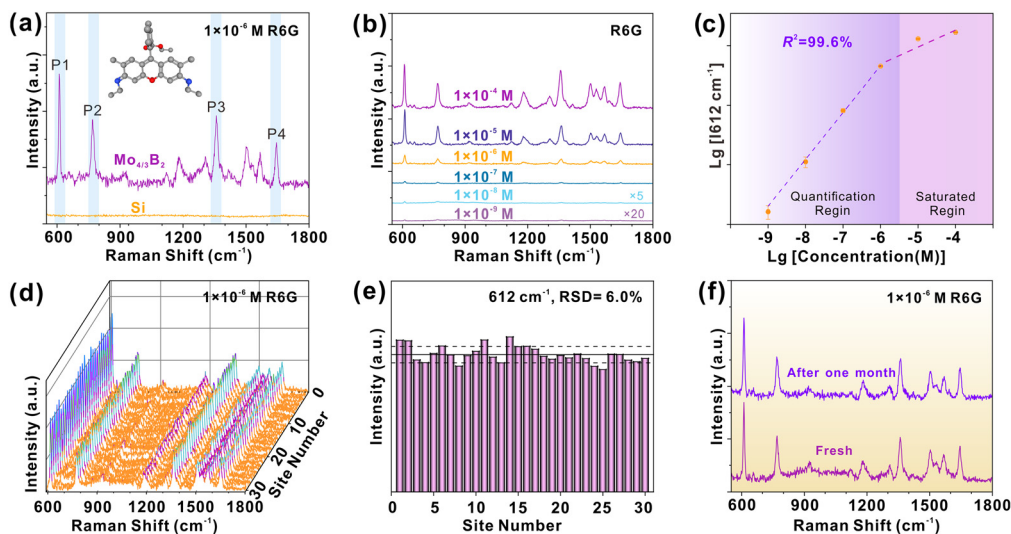 (a)
1×10⁻⁶ M R6G
P1
P2
P3
P4
Mo₄/₃B₂
Si
Intensity (a.u.)
600 900 1200 1500 1800
Raman Shift (cm⁻¹)
(b)
R6G
1×10⁻⁴ M
1×10⁻⁵ M
1×10⁻⁶ M
1×10⁻⁷ M
1×10⁻⁸ M
×5
1×10⁻⁹ M
×20
Intensity (a.u.)
600 900 1200 1500 1800
Raman Shift (cm⁻¹)
(c)
R²=99.6%
Lg [I612 cm⁻¹]
Quantification
Regin
Saturated
Regin
-9 -8 -7 -6 -5 -4
Lg [Concentration(M)]
(d)
1×10⁻⁶ M R6G
Intensity (a.u.)
0
10
20
30
Site Number
600 900 1200 1500 1800
Raman Shift (cm⁻¹)
(e)
612 cm⁻¹, RSD= 6.0%
Intensity (a.u.)
0 5 10 15 20 25 30
Site Number
(f)
1×10⁻⁶ M R6G
After one month
Fresh
Intensity (a.u.)
600 900 1200 1500 1800
Raman Shift (cm⁻¹)